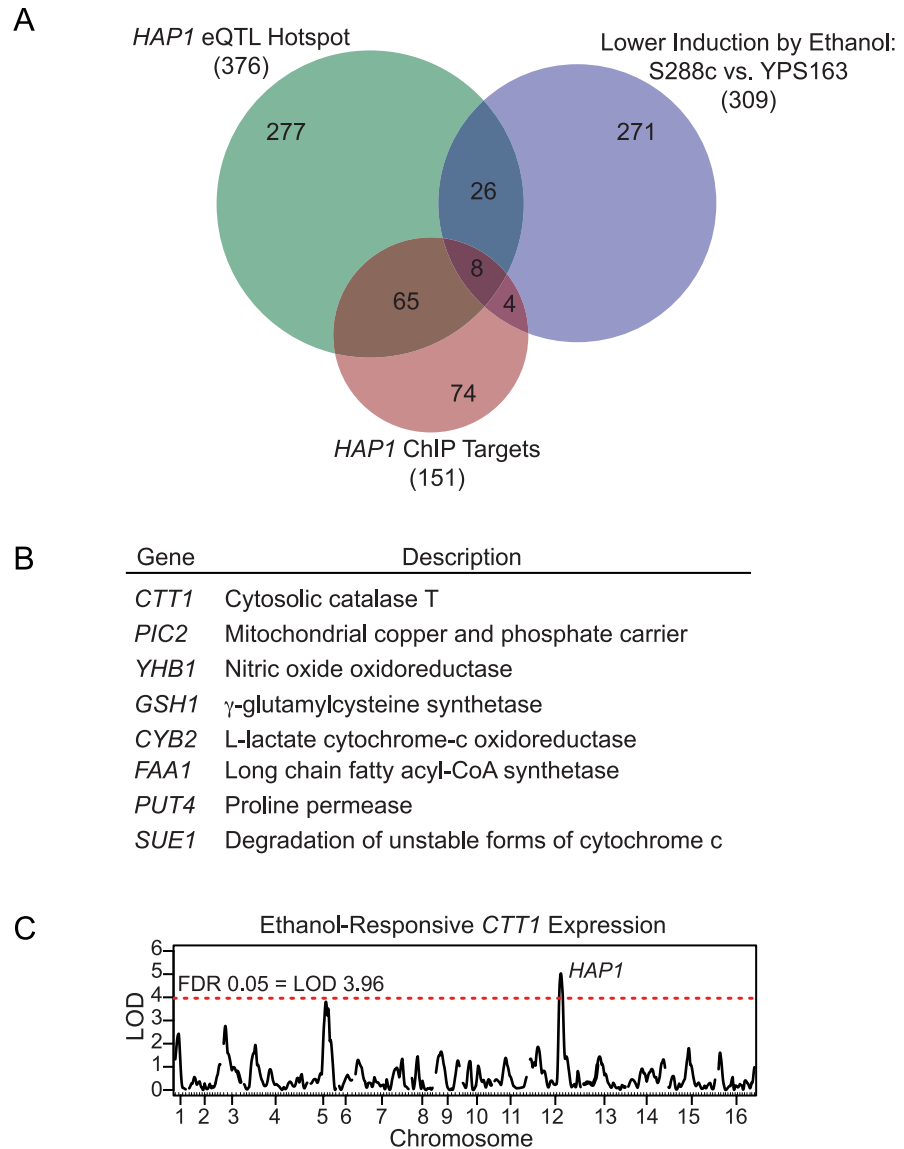 A
HAP1 eQTL Hotspot
(376)
Lower Induction by Ethanol:
S288c vs. YPS163
(309)
277
271
26
8
65
4
74
HAP1 ChIP Targets
(151)
B
Gene Description
CTT1 Cytosolic catalase T
PIC2 Mitochondrial copper and phosphate carrier
YHB1 Nitric oxide oxidoreductase
GSH1 γ-glutamylcysteine synthetase
CYB2 L-lactate cytochrome-c oxidoreductase
FAA1 Long chain fatty acyl-CoA synthetase
PUT4 Proline permease
SUE1 Degradation of unstable forms of cytochrome c
C
Ethanol-Responsive CTT1 Expression
6
5
4
3
2
1
0
LOD
FDR 0.05 = LOD 3.96
HAP1
1 2 3 4 5 6 7 8 9 10 11 12 13 14 15 16
Chromosome